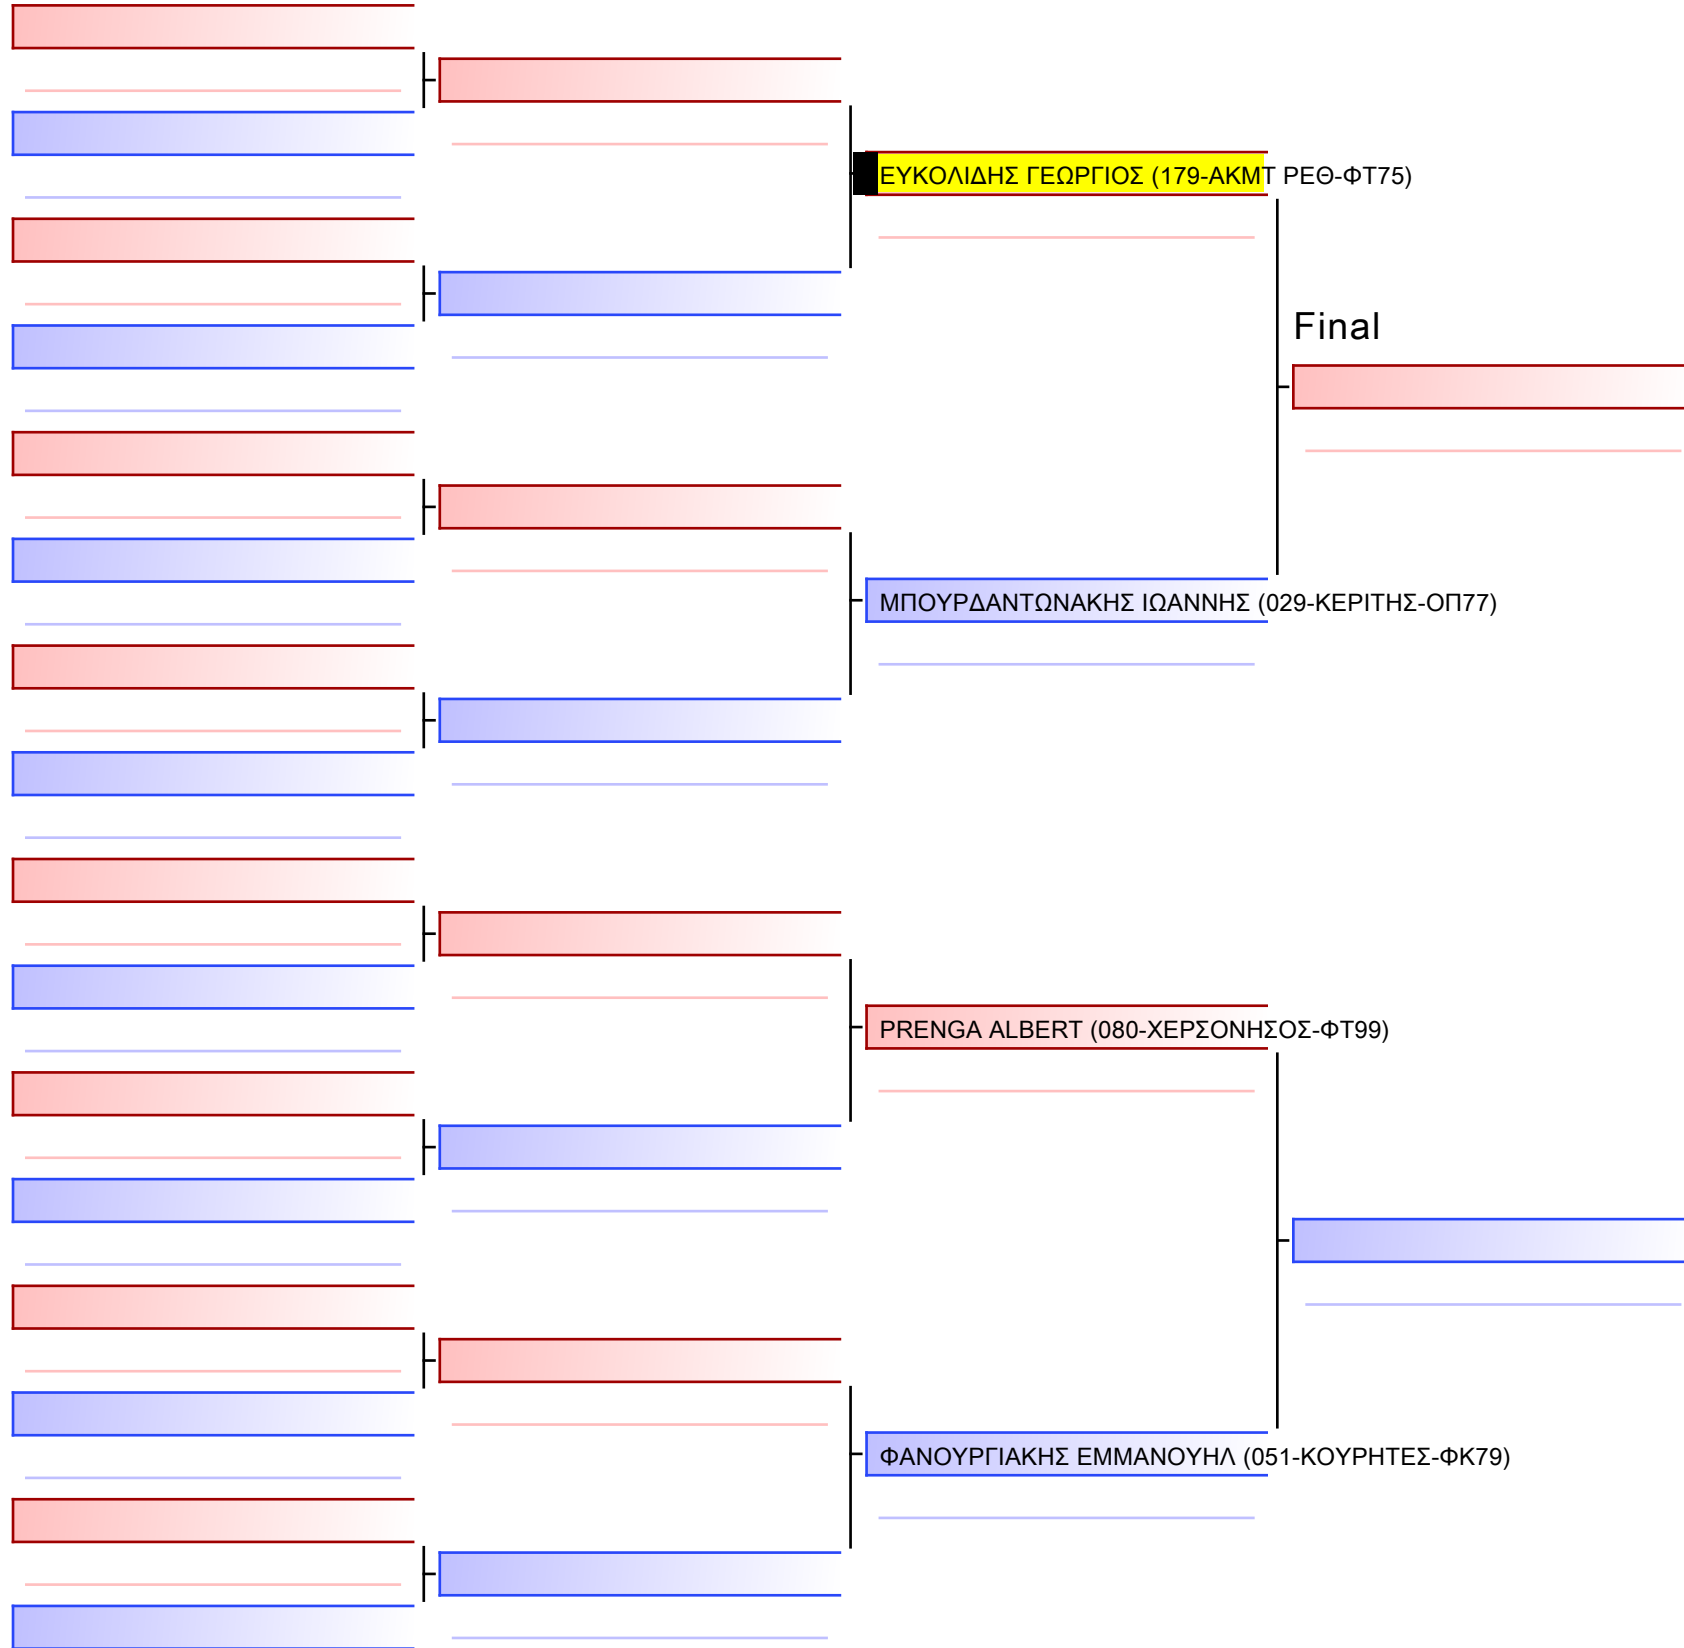 ΕΥΚΟΛΙΔΗΣ ΓΕΩΡΓΙΟΣ (179-ΑΚΜΤ ΡΕΘ-ΦΤ75)
Final
ΜΠΟΥΡΔΑΝΤΩΝΑΚΗΣ ΙΩΑΝΝΗΣ (029-ΚΕΡΙΤΗΣ-ΟΠ77)
PRENGA ALBERT (080-ΧΕΡΣΟΝΗΣΟΣ-ΦΤ99)
ΦΑΝΟΥΡΓΙΑΚΗΣ ΕΜΜΑΝΟΥΗΛ (051-ΚΟΥΡΗΤΕΣ-ΦΚ79)